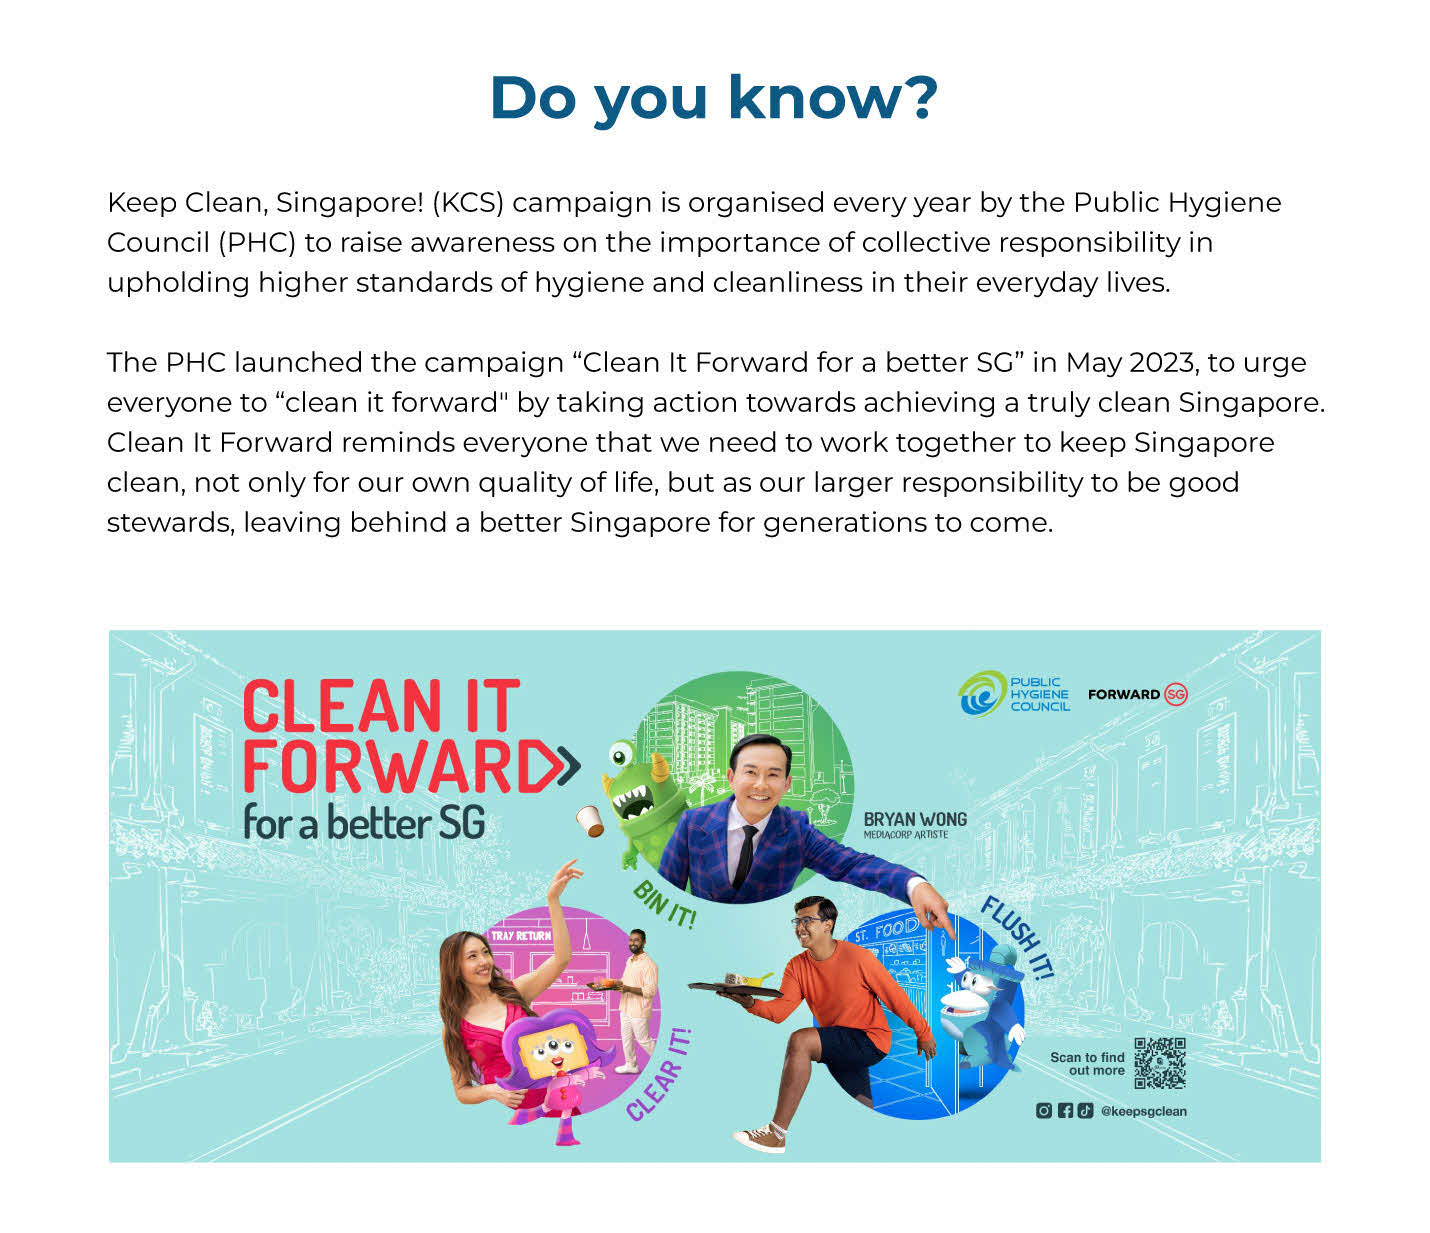 Do you know?
Keep Clean, Singapore! (KCS) campaign is organised every year by the Public Hygiene
Council (PHC) to raise awareness on the importance of collective responsibility in
upholding higher standards of hygiene and cleanliness in their everyday lives.
The PHC launched the campaign “Clean It Forward for a better SG” in May 2023, to urge
everyone to “clean it forward" by taking action towards achieving a truly clean Singapore.
Clean It Forward reminds everyone that we need to work together to keep Singapore
clean, not only for our own quality of life, but as our larger responsibility to be good
stewards, leaving behind a better Singapore for generations to come.
CLEAN IT
FORWARD
for a better SG
PUBLIC
HYGIENE
COUNCIL
FORWARD SG
BRYAN WONG
MEDIACORP ARTISTE
BIN IT!
TRAY RETURN
CLEAR IT!
ST. FOOD
FLUSH IT!
Scan to find
out more
@keepsgclean